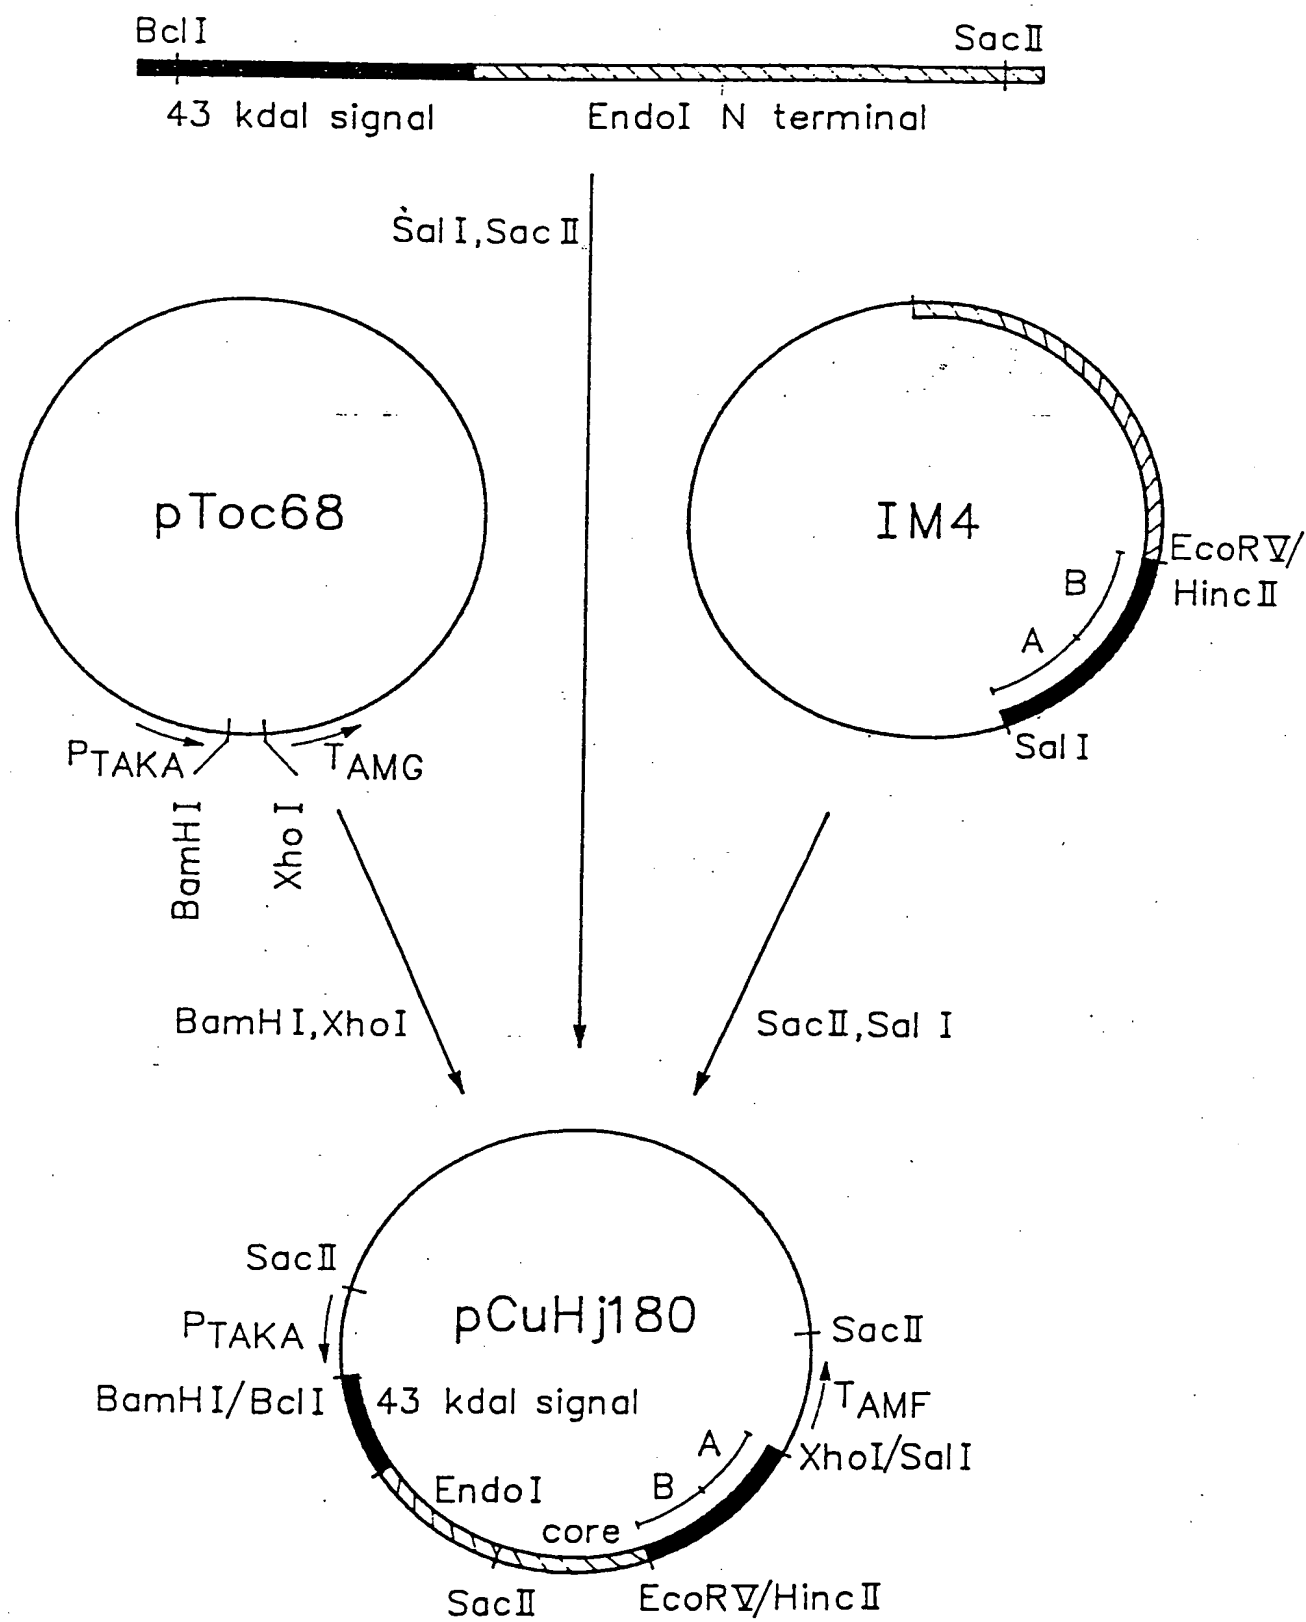 BclI
SacII
43 kdal signal
EndoI N terminal
SalI,SacII
pToc68
IM4
EcoRV/
HincII
B
A
SalI
PTAKA
TAMG
BamHI
XhoI
BamHI,XhoI
SacII,SalI
SacII
pCuHj180
PTAKA
SacII
BamHI/BclI
43 kdal signal
TAMF
A
XhoI/SalI
EndoI
B
core
SacII
EcoRV/HincII